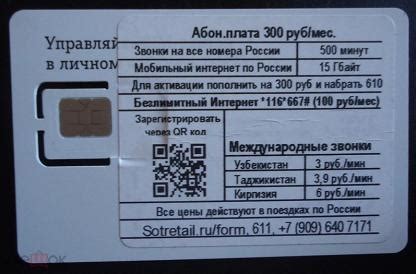 Управляй
в личном
Абон.плата 300 руб/мес.
Звонки на все номера России 500 минут
Мобильный интернет по России 15 Гбайт
Для активации пополнить на 300 руб и набрать 610
Безлимитный Интернет *116*667# (100 руб/мес)
Зарегистрировать
через QR код
Международные звонки
Узбекистан 3 руб./мин
Таджикистан 3,9 руб./мин
Киргизия 6 руб./мин
Все цены действуют в поездках по России
Sotretail.ru/form, 611, +7 (909) 640 7171